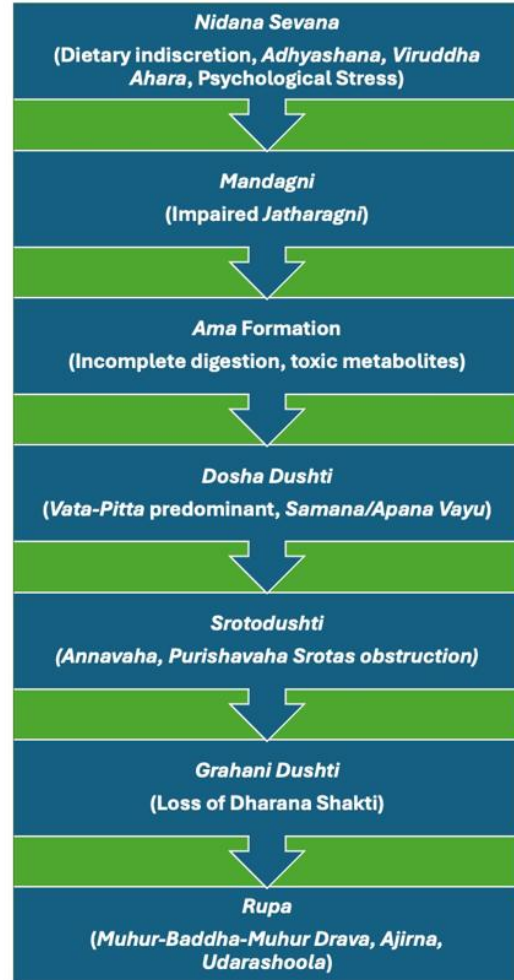 Nidana Sevana
(Dietary indiscretion, Adhyashana, Viruddha
Ahara, Psychological Stress)
Mandagni
(Impaired Jatharagni)
Ama Formation
(Incomplete digestion, toxic metabolites)
Dosha Dushti
(Vata-Pitta predominant, Samana/Apana Vayu)
Srotodushti
(Annavaha, Purishavaha Srotas obstruction)
Grahani Dushti
(Loss of Dharana Shakti)
Rupa
(Muhur-Baddha-Muhur Drava, Ajirna,
Udarashoola)